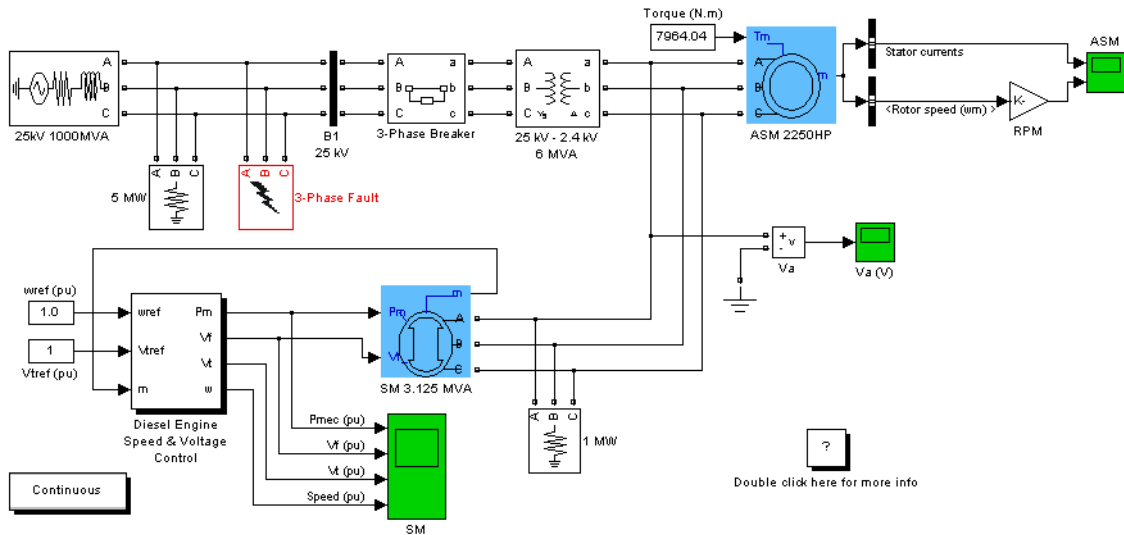 Torque (N.m)
7964.04
Tm
A
B
C
m
ASM 2250HP
Stator currents
<Rotor speed (wm) >
K-
RPM
ASM
A
B
C
25kV 1000MVA
B1
25 kV
A
B
C
a
b
c
3-Phase Breaker
A
B
C
Yg
a
b
c
Δ
25 kV - 2.4 kV
6 MVA
A
B
C
5 MW
A
B
C
3-Phase Fault
+
-
v
Va
Va (V)
wref (pu)
1.0
1
Vtref (pu)
wref
Vtref
m
Pm
Vf
Vt
w
Diesel Engine
Speed & Voltage
Control
Pm
Vf
m
A
B
C
SM 3.125 MVA
A
B
C
1 MW
Pmec (pu)
Vf (pu)
Vt (pu)
Speed (pu)
SM
Continuous
?
Double click here for more info